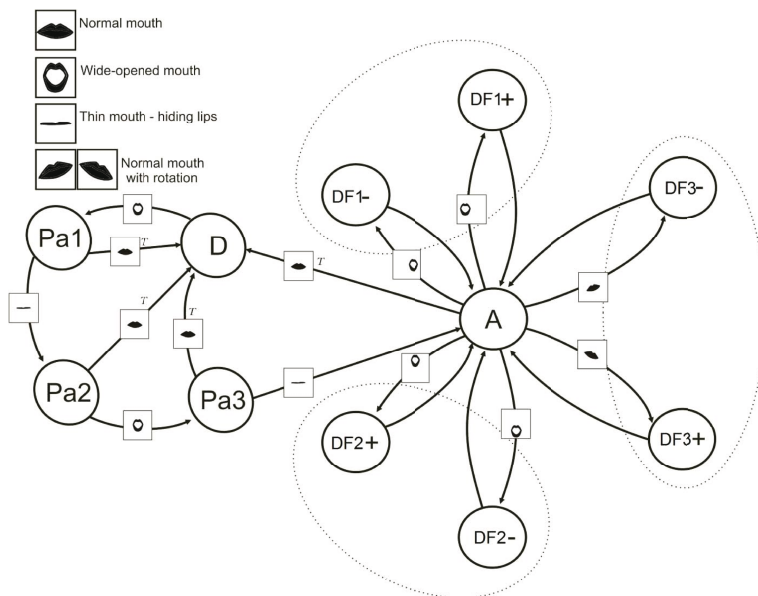 Normal mouth
Wide-opened mouth
Thin mouth - hiding lips
Normal mouth
with rotation
DF1+
DF1-
DF3-
Pa1
T
D
T
A
T
T
Pa2
Pa3
DF2+
DF3+
DF2-